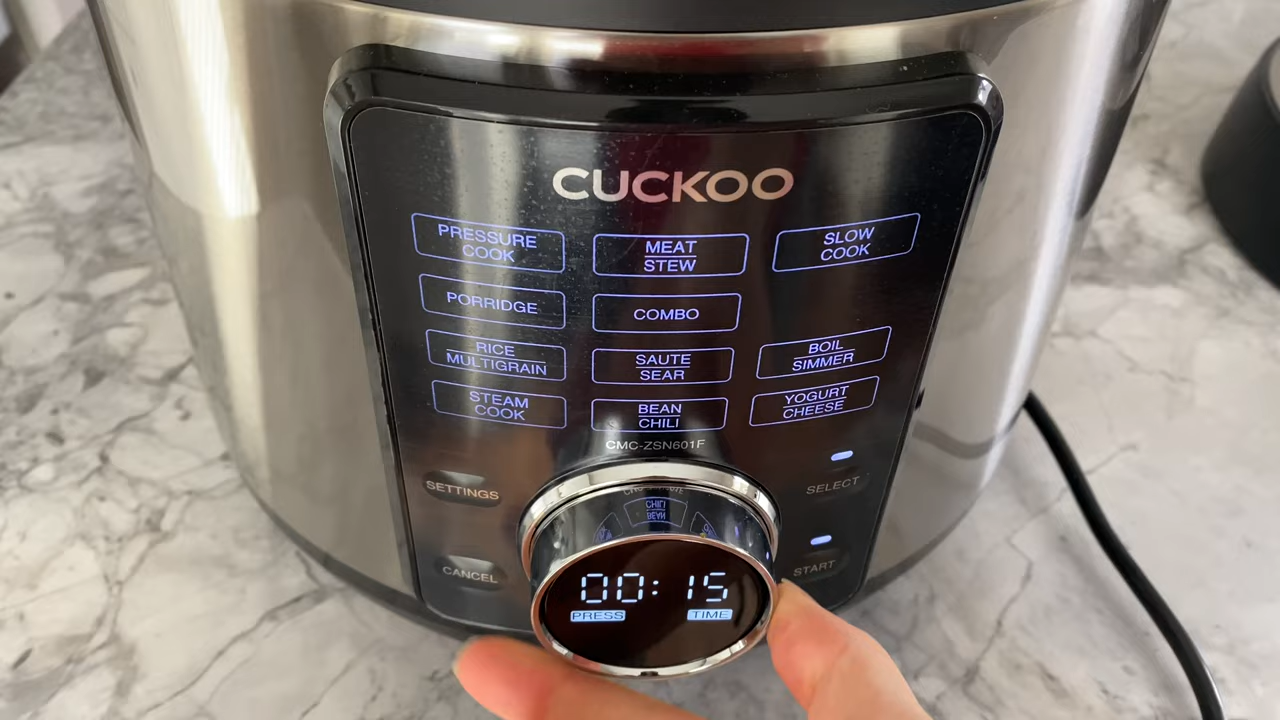 CUCKOO
PRESSURE
COOK
MEAT
STEW
SLOW
COOK
PORRIDGE
COMBO
RICE
MULTIGRAIN
SAUTE
SEAR
BOIL
SIMMER
STEAM
COOK
BEAN
CHILI
YOGURT
CHEESE
CMC-ZSN601F
SETTINGS
SELECT
CANCEL
START
00:15
PRESS
TIME